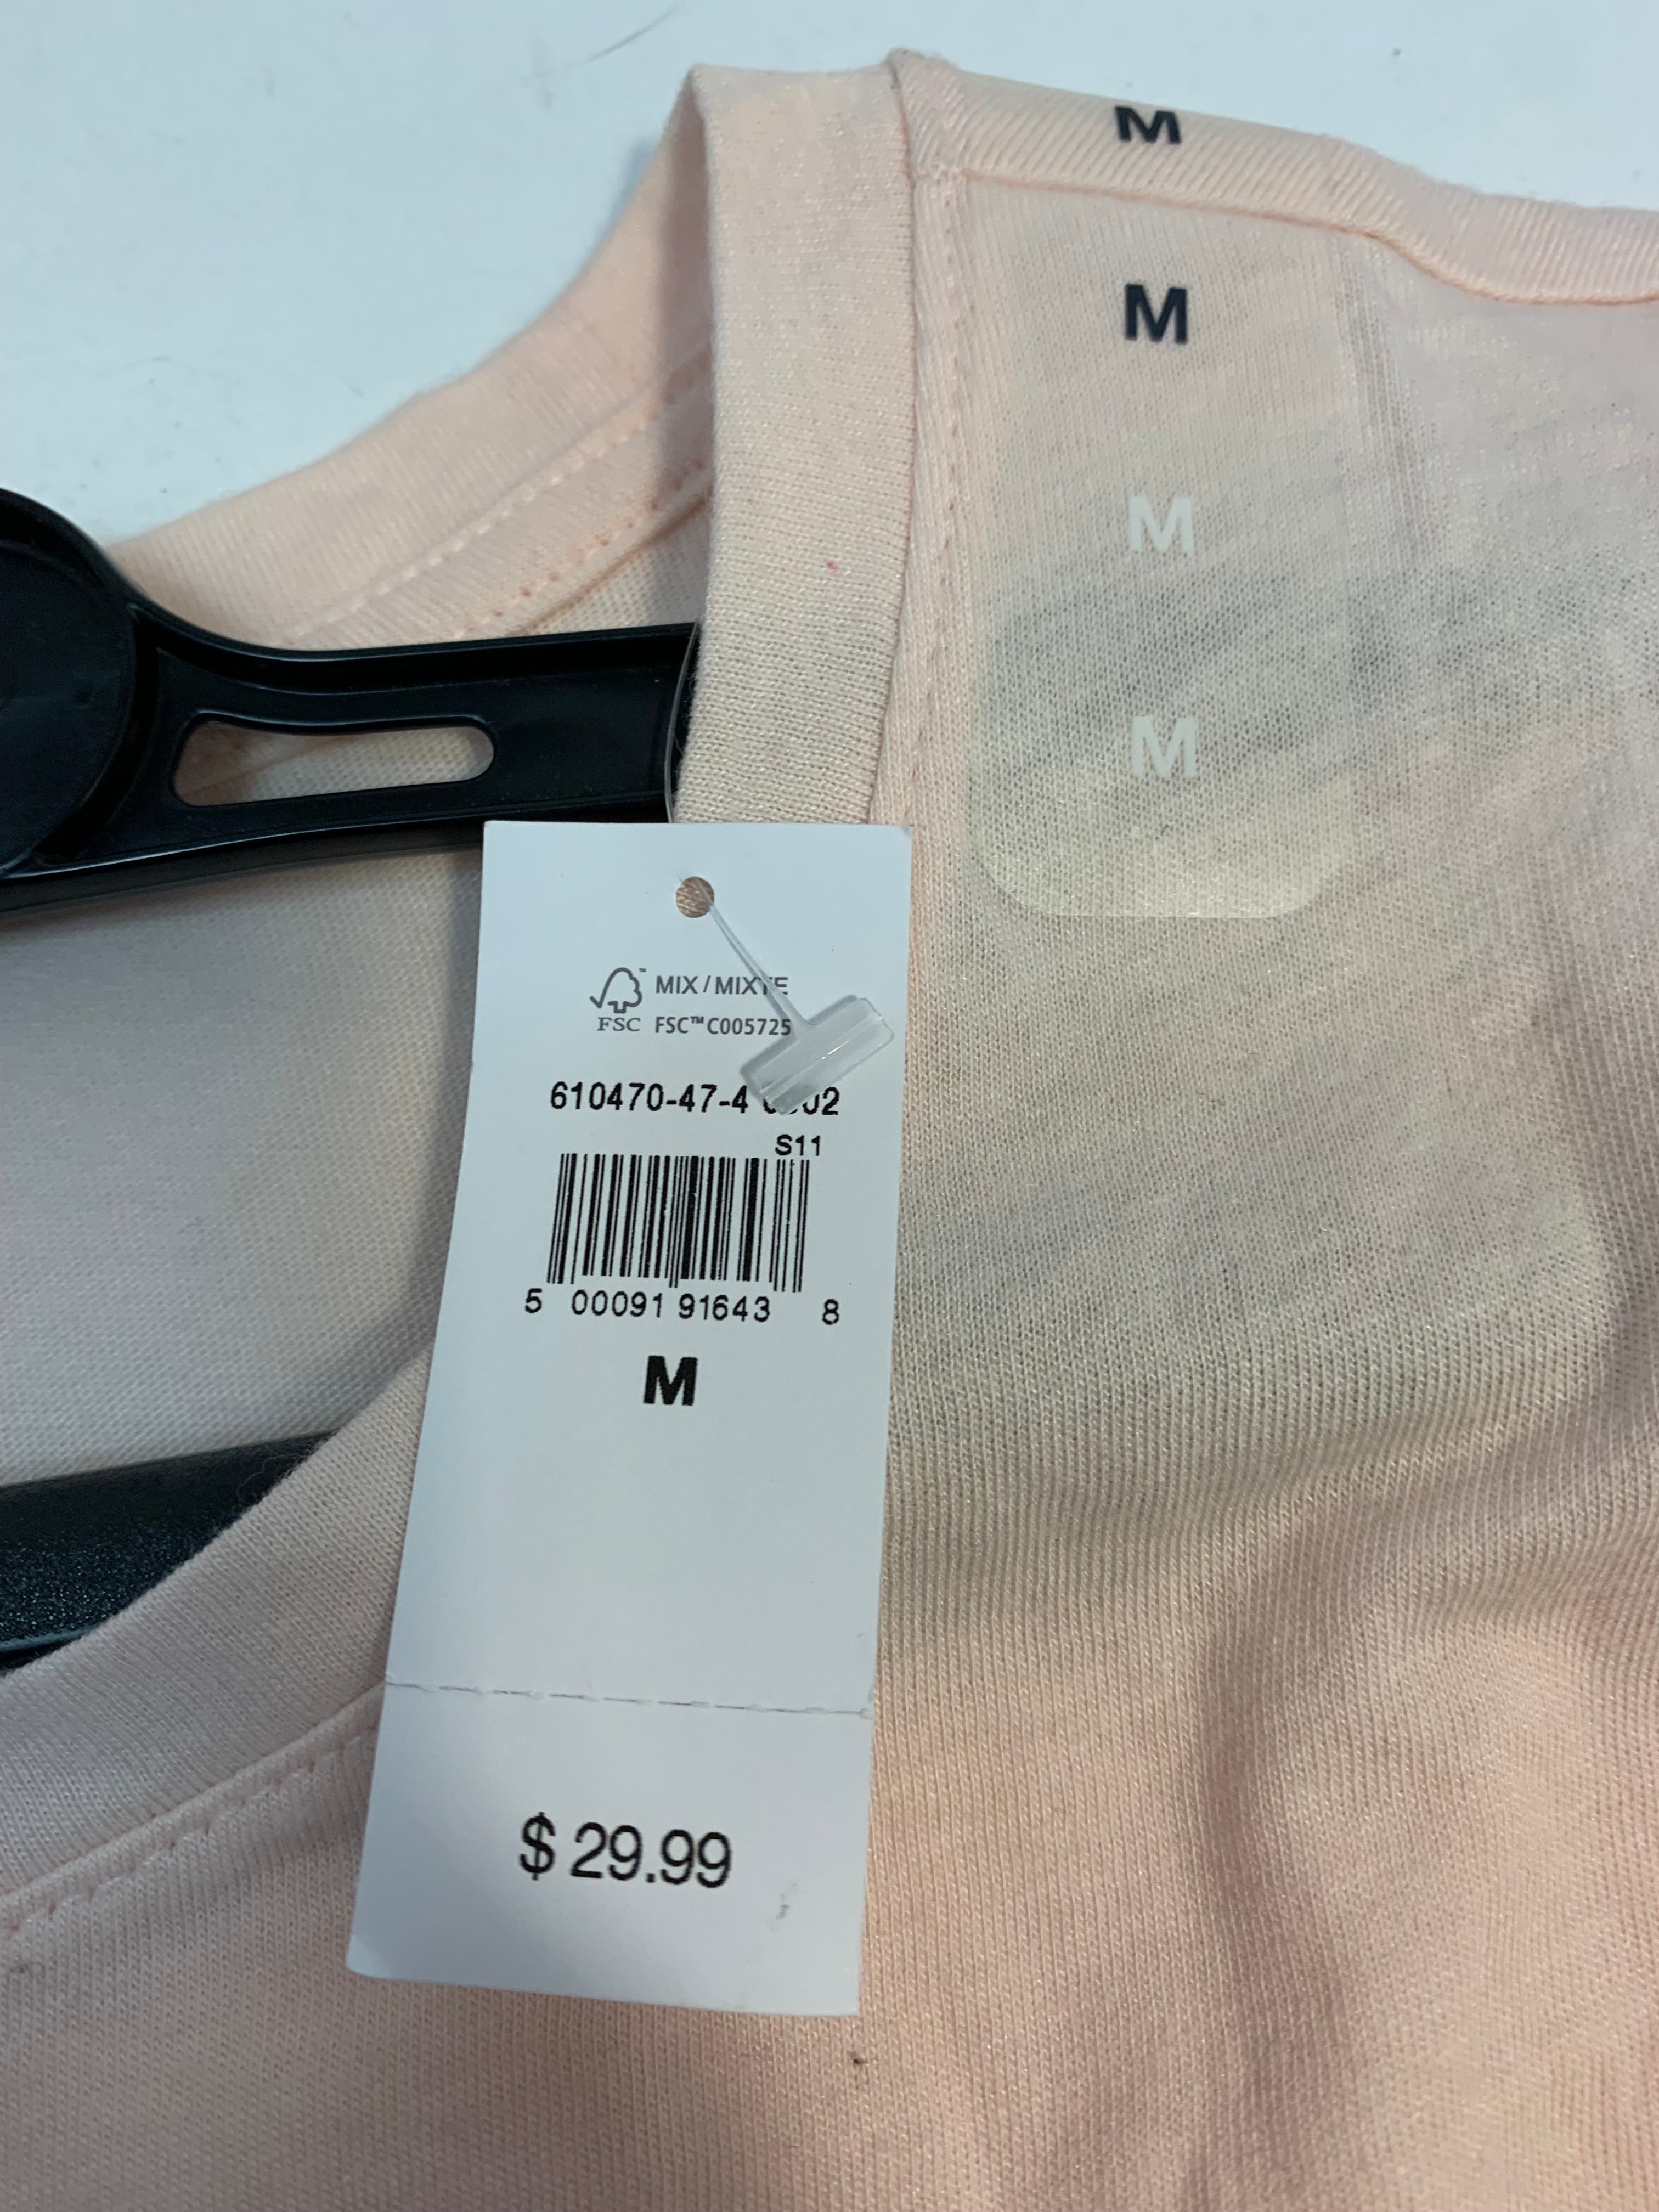 M
M
M
M
MIX / MIXTE
FSC FSC™ C005725
610470-47-4
S11
5 00091 91643 8
M
$ 29.99